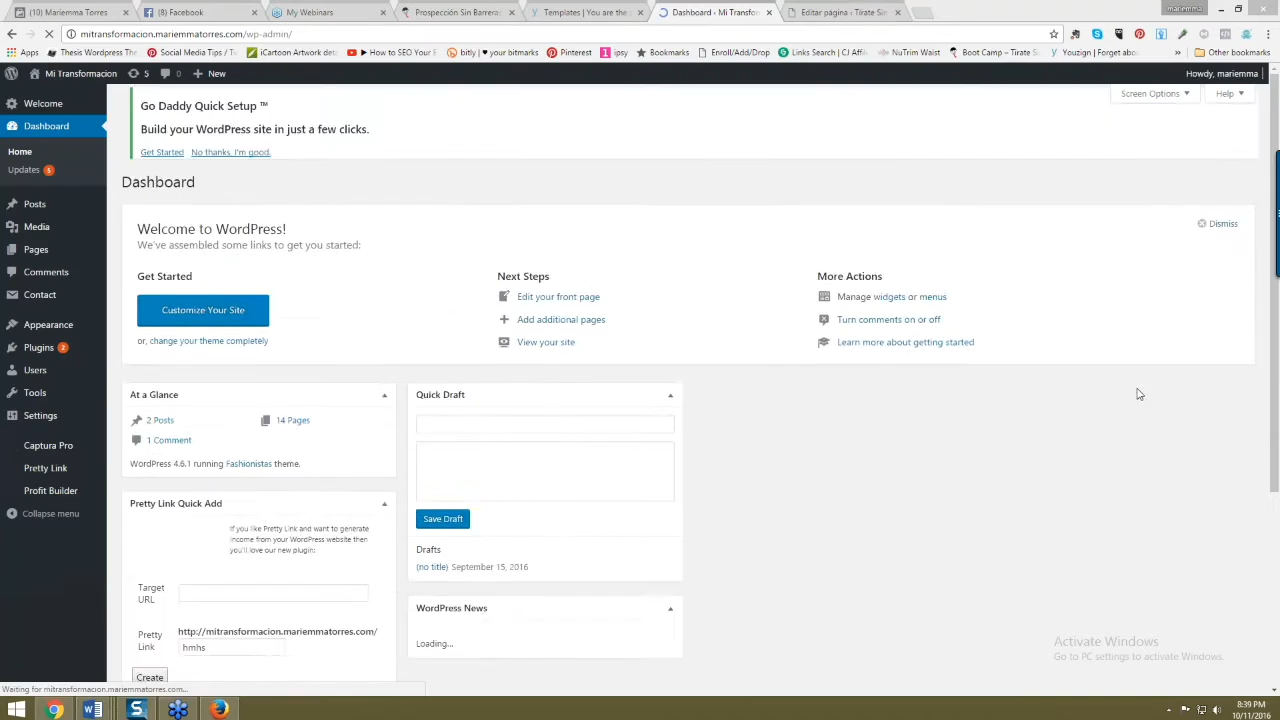 (14) Mariemma Torres
(8) Facebook
My Webinars
Prospección Sin Barrera
Templates | You are the
Dashboard ‹ Mi Transform
Editar página ‹ Tírate Sin
mariemma
mitransformacion.mariemmatorres.com/wp-admin/
Apps
Thesis Wordpress Them
Social Media Tips /
iCartoon Artwork deta
How to SEO Your E
bitly | ♥ your bitmarks
Pinterest
ipsy
Bookmarks
Enroll/Add/Drop
Links Search | CJ Affili
NuTrim Waist
Boot Camp – Tirate S
Youzign | Anything but
»
Other bookmarks
Mi Transformacion
5
0
New
Howdy, mariemma
Welcome
Dashboard
Home
Updates 5
Posts
Media
Pages
Comments
Contact
Appearance
Plugins 2
Users
Tools
Settings
Captura Pro
Pretty Link
Profit Builder
Collapse menu
Screen Options
Help
Go Daddy Quick Setup ™
Build your WordPress site in just a few clicks.
Get Started No thanks, I'm good.
Dashboard
Welcome to WordPress!
We've assembled some links to get you started:
Dismiss
Get Started
Customize Your Site
or, change your theme completely
Next Steps
Edit your front page
Add additional pages
View your site
More Actions
Manage widgets or menus
Turn comments on or off
Learn more about getting started
At a Glance
2 Posts
14 Pages
1 Comment
WordPress 4.6.1 running Fashionistas theme.
Pretty Link Quick Add
If you like Pretty Link and want to generate
income from your WordPress website then
you'll love our new plugin:
Target
URL
http://mitransformacion.mariemmatorres.com/
Pretty
Link
hmhs
Create
Quick Draft
Save Draft
Drafts
(no title) September 15, 2016
WordPress News
Loading...
Activate Windows
Go to PC settings to activate Windows.
Waiting for mitransformacion.mariemmatorres.com...
8:39 PM
10/11/2016